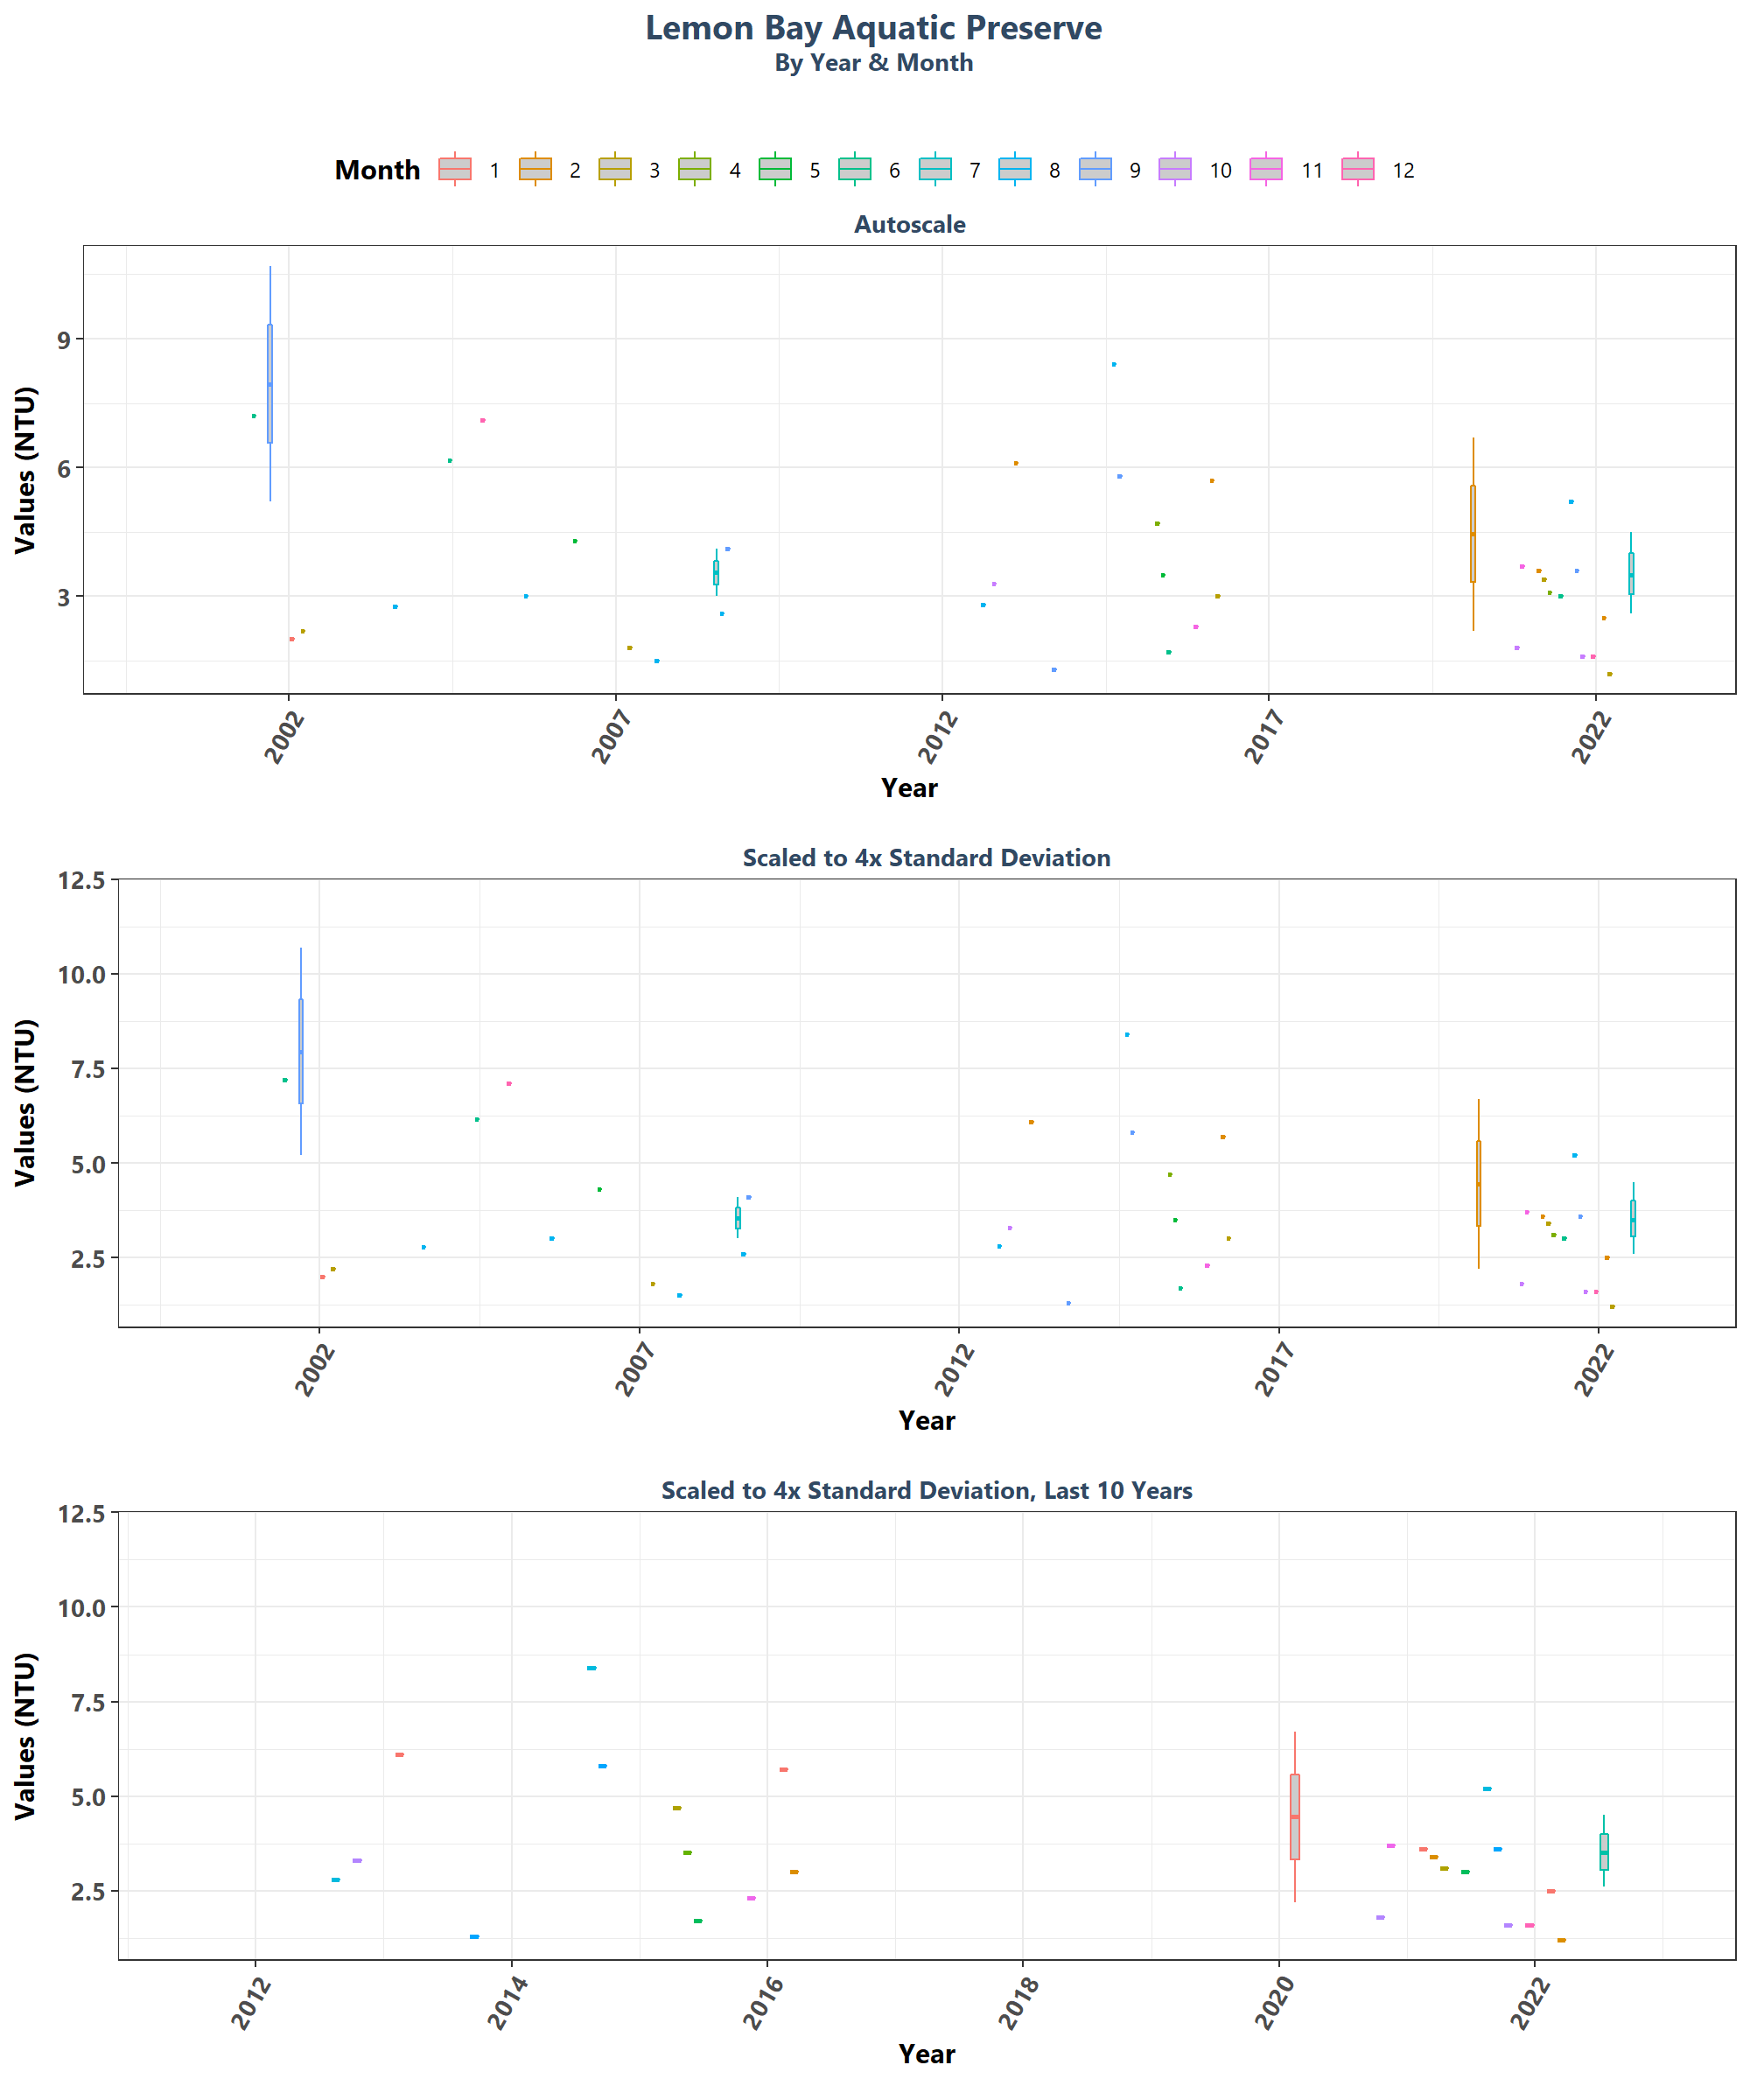 Lemon Bay Aquatic Preserve
By Year & Month
Month 1 2 3 4 5 6 7 8 9 10 11 12
Autoscale
Values (NTU)
9
6
3
2002 2007 2012 2017 2022
Year
Scaled to 4x Standard Deviation
Values (NTU)
12.5
10.0
7.5
5.0
2.5
2002 2007 2012 2017 2022
Year
Scaled to 4x Standard Deviation, Last 10 Years
Values (NTU)
12.5
10.0
7.5
5.0
2.5
2012 2014 2016 2018 2020 2022
Year